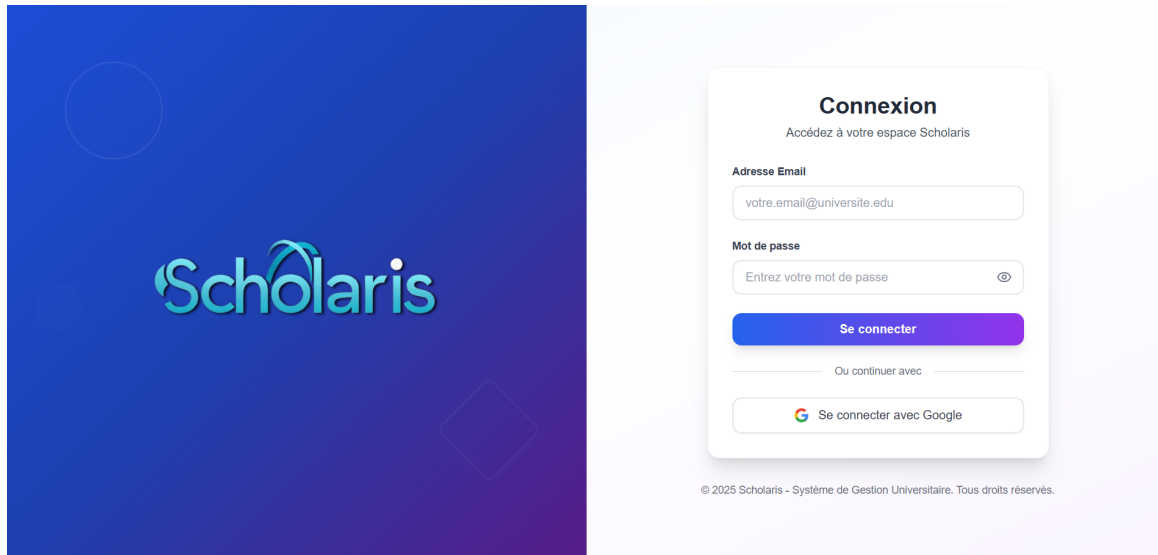 Scholaris
Connexion
Accédez à votre espace Scholaris
Adresse Email
votre.email@universite.edu
Mot de passe
Entrez votre mot de passe
Se connecter
Ou continuer avec
Se connecter avec Google
© 2025 Scholaris - Système de Gestion Universitaire. Tous droits réservés.